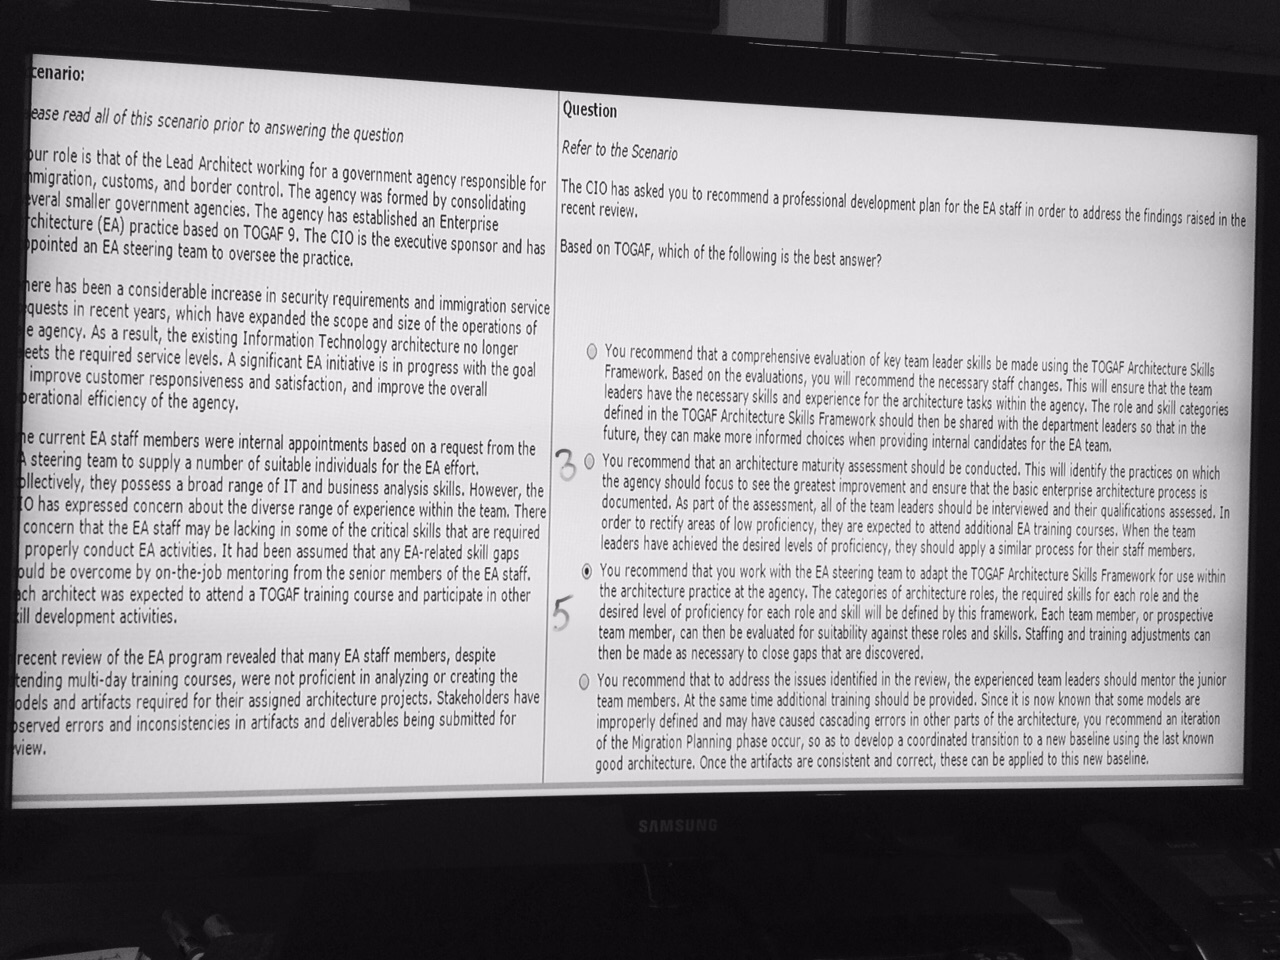 cenario:
ease read all of this scenario prior to answering the question
our role is that of the Lead Architect working for a government agency responsible for
mmigration, customs, and border control. The agency was formed by consolidating
everal smaller government agencies. The agency has established an Enterprise
rchitecture (EA) practice based on TOGAF 9. The CIO is the executive sponsor and has
ppointed an EA steering team to oversee the practice.
here has been a considerable increase in security requirements and immigration service
quests in recent years, which have expanded the scope and size of the operations of
e agency. As a result, the existing Information Technology architecture no longer
eets the required service levels. A significant EA initiative is in progress with the goal
improve customer responsiveness and satisfaction, and improve the overall
perational efficiency of the agency.
he current EA staff members were internal appointments based on a request from the
A steering team to supply a number of suitable individuals for the EA effort.
ollectively, they possess a broad range of IT and business analysis skills. However, the
IO has expressed concern about the diverse range of experience within the team. There
concern that the EA staff may be lacking in some of the critical skills that are required
properly conduct EA activities. It had been assumed that any EA-related skill gaps
ould be overcome by on-the-job mentoring from the senior members of the EA staff.
ach architect was expected to attend a TOGAF training course and participate in other
kill development activities.
recent review of the EA program revealed that many EA staff members, despite
tending multi-day training courses, were not proficient in analyzing or creating the
odels and artifacts required for their assigned architecture projects. Stakeholders have
bserved errors and inconsistencies in artifacts and deliverables being submitted for
view.
Question
Refer to the Scenario
The CIO has asked you to recommend a professional development plan for the EA staff in order to address the findings raised in the
recent review.
Based on TOGAF, which of the following is the best answer?
You recommend that a comprehensive evaluation of key team leader skills be made using the TOGAF Architecture Skills
Framework. Based on the evaluations, you will recommend the necessary staff changes. This will ensure that the team
leaders have the necessary skills and experience for the architecture tasks within the agency. The role and skill categories
defined in the TOGAF Architecture Skills Framework should then be shared with the department leaders so that in the
future, they can make more informed choices when providing internal candidates for the EA team.
3
You recommend that an architecture maturity assessment should be conducted. This will identify the practices on which
the agency should focus to see the greatest improvement and ensure that the basic enterprise architecture process is
documented. As part of the assessment, all of the team leaders should be interviewed and their qualifications assessed. In
order to rectify areas of low proficiency, they are expected to attend additional EA training courses. When the team
leaders have achieved the desired levels of proficiency, they should apply a similar process for their staff members.
5
You recommend that you work with the EA steering team to adapt the TOGAF Architecture Skills Framework for use within
the architecture practice at the agency. The categories of architecture roles, the required skills for each role and the
desired level of proficiency for each role and skill will be defined by this framework. Each team member, or prospective
team member, can then be evaluated for suitability against these roles and skills. Staffing and training adjustments can
then be made as necessary to close gaps that are discovered.
You recommend that to address the issues identified in the review, the experienced team leaders should mentor the junior
team members. At the same time additional training should be provided. Since it is now known that some models are
improperly defined and may have caused cascading errors in other parts of the architecture, you recommend an iteration
of the Migration Planning phase occur, so as to develop a coordinated transition to a new baseline using the last known
good architecture. Once the artifacts are consistent and correct, these can be applied to this new baseline.
SAMSUNG